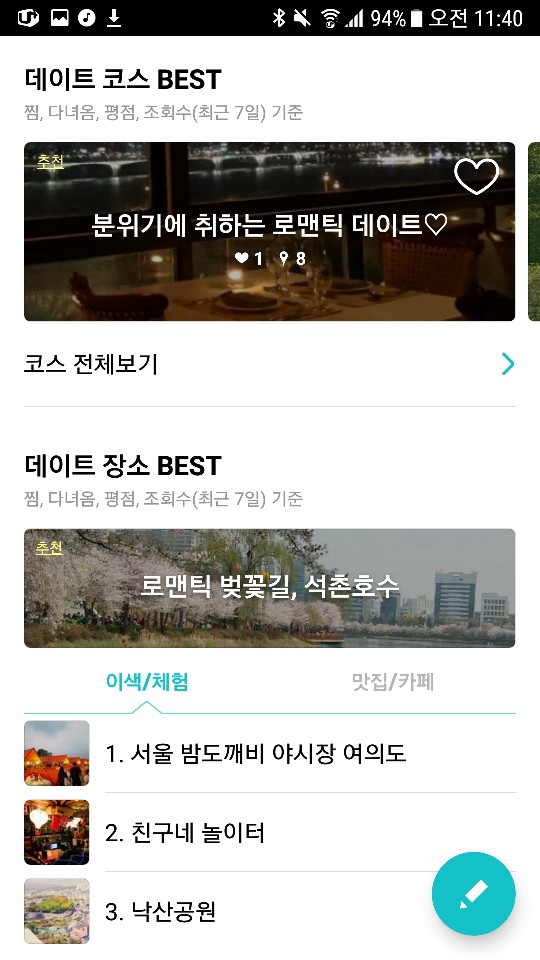 94% 오전 11:40
데이트 코스 BEST
찜, 다녀옴, 평점, 조회수(최근 7일) 기준
추천
분위기에 취하는 로맨틱 데이트♡
1 8
코스 전체보기
데이트 장소 BEST
찜, 다녀옴, 평점, 조회수(최근 7일) 기준
추천
로맨틱 벚꽃길, 석촌호수
이색/체험 맛집/카페
1. 서울 밤도깨비 야시장 여의도
2. 친구네 놀이터
3. 낙산공원